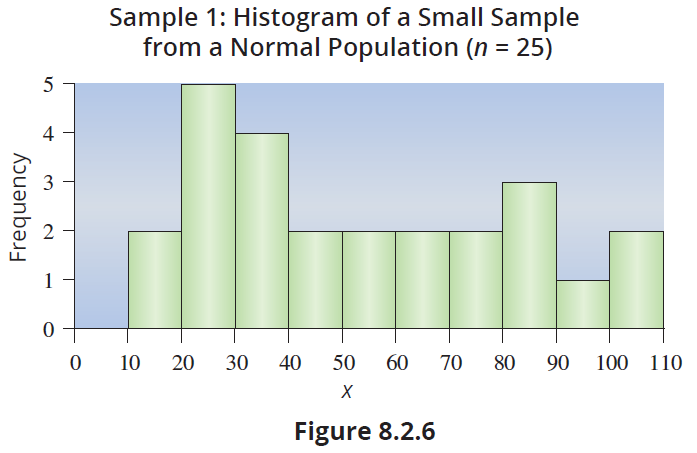 Sample 1: Histogram of a Small Sample
from a Normal Population (n = 25)
Frequency
5
4
3
2
1
0
0 10 20 30 40 50 60 70 80 90 100 110
X
Figure 8.2.6